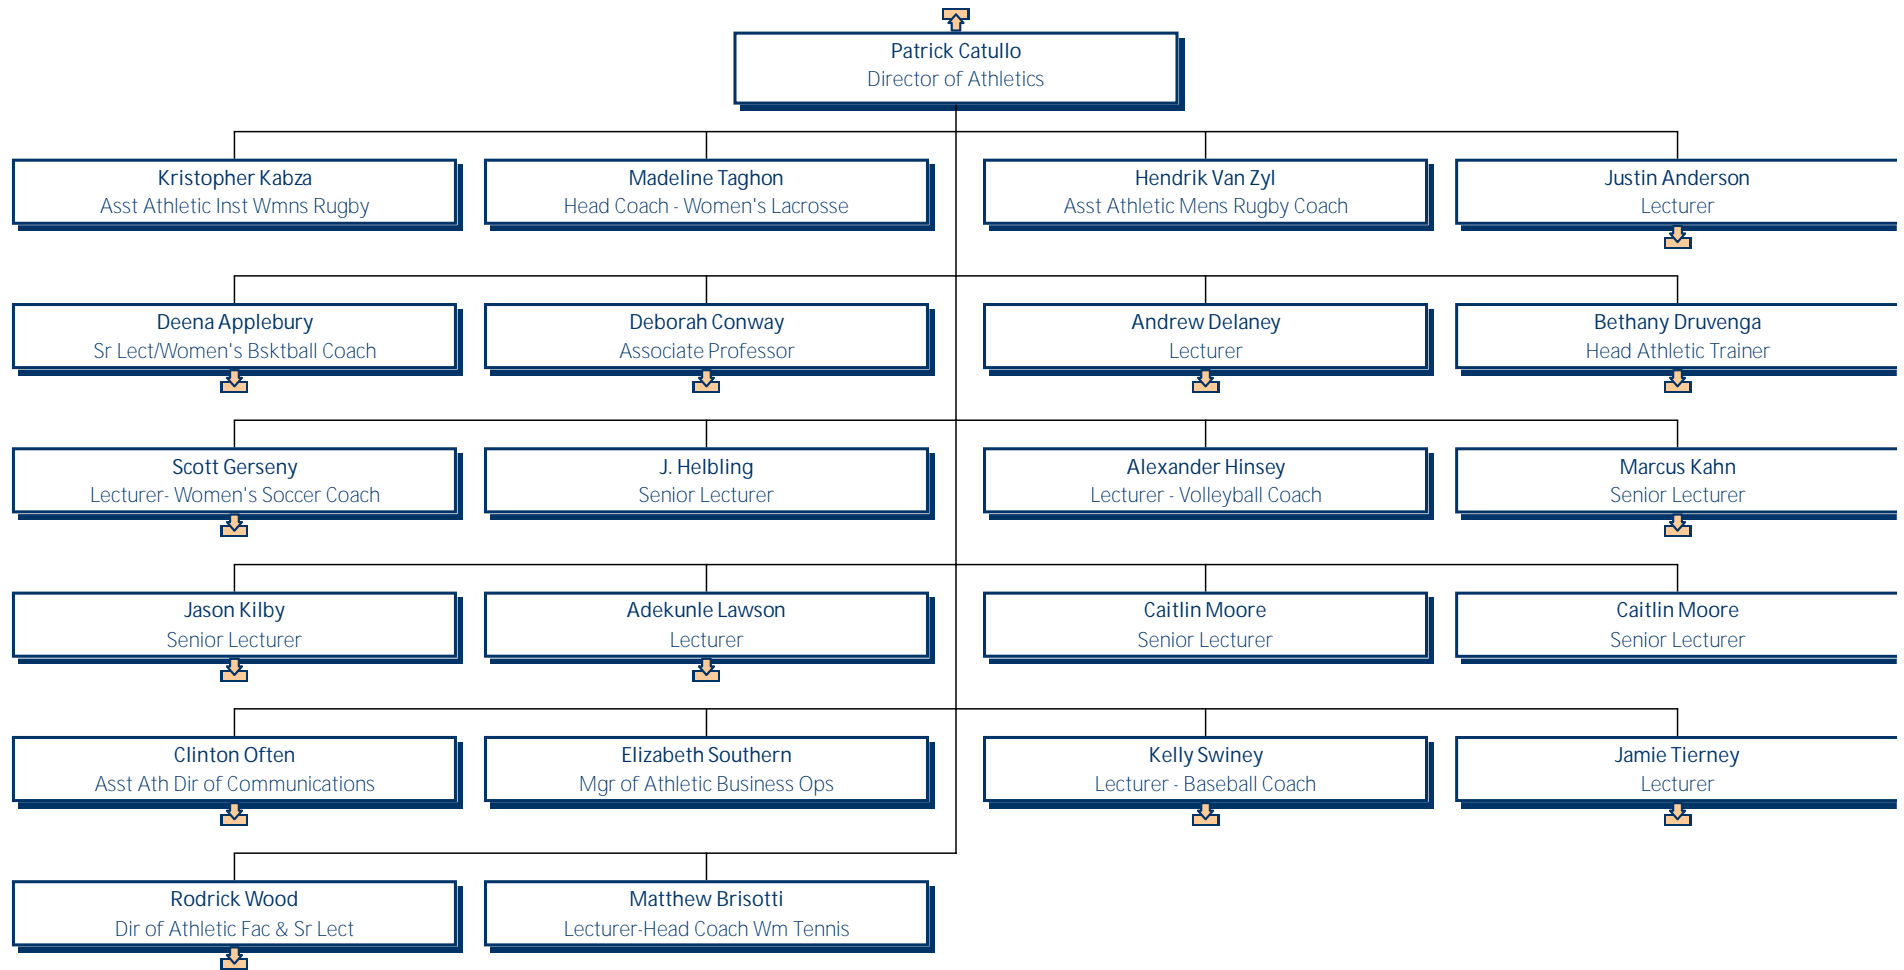 Patrick Catullo
Director of Athletics
Kristopher Kabza
Asst Athletic Inst Wmns Rugby
Madeline Taghon
Head Coach - Women's Lacrosse
Hendrik Van Zyl
Asst Athletic Mens Rugby Coach
Justin Anderson
Lecturer
Deena Applebury
Sr Lect/Women's Bsktball Coach
Deborah Conway
Associate Professor
Andrew Delaney
Lecturer
Bethany Druvenga
Head Athletic Trainer
Scott Gerseny
Lecturer- Women's Soccer Coach
J. Helbling
Senior Lecturer
Alexander Hinsey
Lecturer - Volleyball Coach
Marcus Kahn
Senior Lecturer
Jason Kilby
Senior Lecturer
Adekunle Lawson
Lecturer
Caitlin Moore
Senior Lecturer
Caitlin Moore
Senior Lecturer
Clinton Often
Asst Ath Dir of Communications
Elizabeth Southern
Mgr of Athletic Business Ops
Kelly Swiney
Lecturer - Baseball Coach
Jamie Tierney
Lecturer
Rodrick Wood
Dir of Athletic Fac & Sr Lect
Matthew Brisotti
Lecturer-Head Coach Wm Tennis